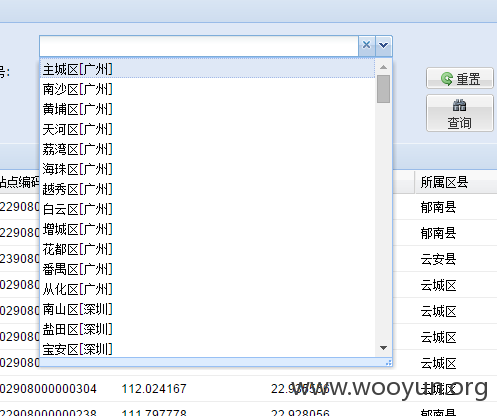 号:
主城区[广州]
重置
南沙区[广州]
黄埔区[广州]
查询
天河区[广州]
荔湾区[广州]
海珠区[广州]
站点编码
所属区县
越秀区[广州]
229080
郁南县
白云区[广州]
增城区[广州]
229080
郁南县
花都区[广州]
239080
云安县
番禺区[广州]
从化区[广州]
029080
云城区
南山区[深圳]
029080
云城区
盐田区[深圳]
029080
云城区
宝安区[深圳]
029080
云城区
02908000000304 112.024167 22.935556 云城区
www.wooyun.org
02908000000238 111.797778 22.928056 云城区